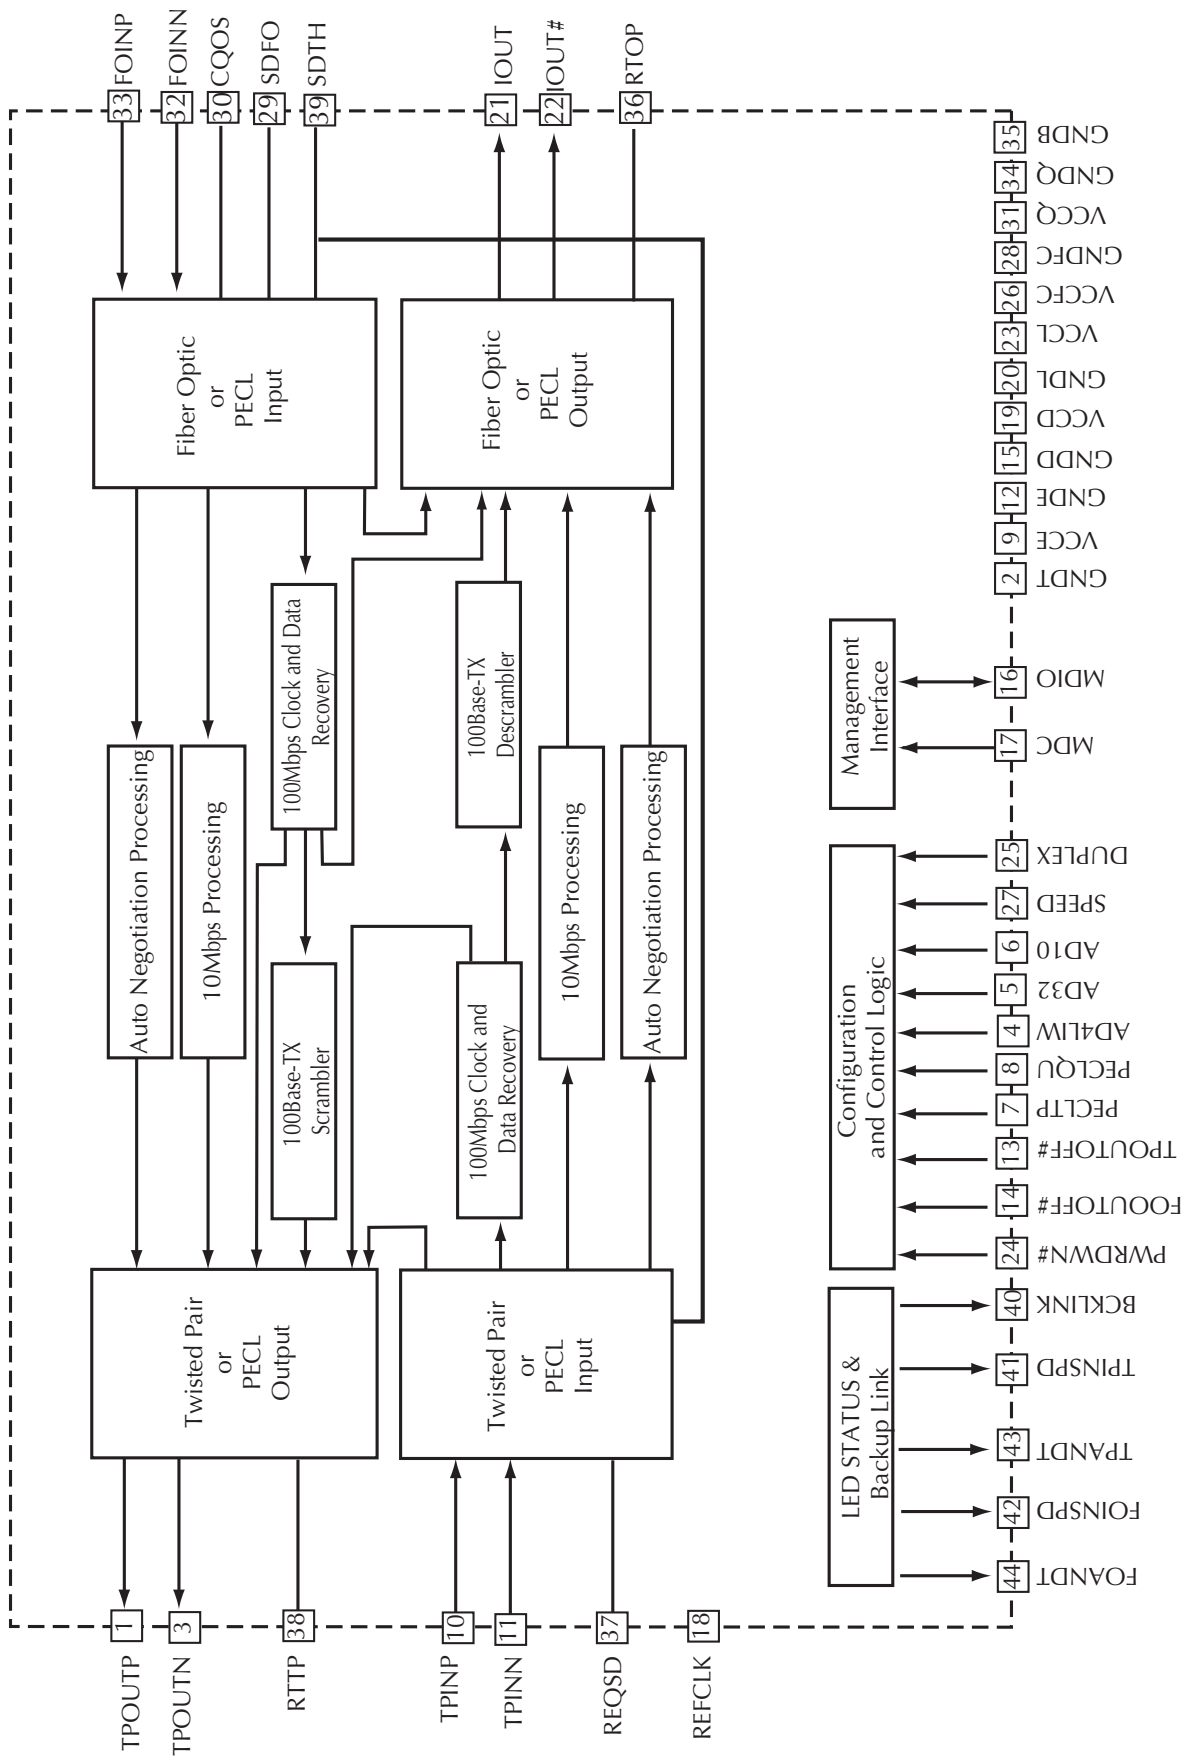 33 FOINP
32 FOINN
30 CQOS
29 SDFO
39 SDTH
21 IOUT
22 IOUT#
36 RTOP
Fiber Optic
or
PECL
Input
Fiber Optic
or
PECL
Output
Auto Negotiation Processing
10Mbps Processing
100Mbps Clock and Data
Recovery
100Base-TX
Scrambler
100Base-TX
Descrambler
100Mbps Clock and
Data Recovery
10Mbps Processing
Auto Negotiation Processing
Twisted Pair
or
PECL
Output
Twisted Pair
or
PECL
Input
TPOUTP 1
TPOUTN 3
RTTP 38
TPINP 10
TPINN 11
REQSD 37
REFCLK 18
Management
Interface
Configuration
and Control Logic
LED STATUS &
Backup Link
35 GNDB
34 GNDQ
31 VCCQ
28 GNDFC
26 VCCFC
23 VCCL
20 GNDL
19 VCCD
15 GNDD
12 GNDE
9 VCCE
2 GNDT
16 MDIO
17 MDC
25 DUPLEX
27 SPEED
6 AD10
5 AD32
4 AD4LIW
8 PECLQU
7 PECLTP
13 TPOUTOFF#
14 FOOUTOFF#
24 PWRDWN#
40 BCKLINK
41 TPINSPD
43 TPANDT
42 FOINSPD
44 FOANDT